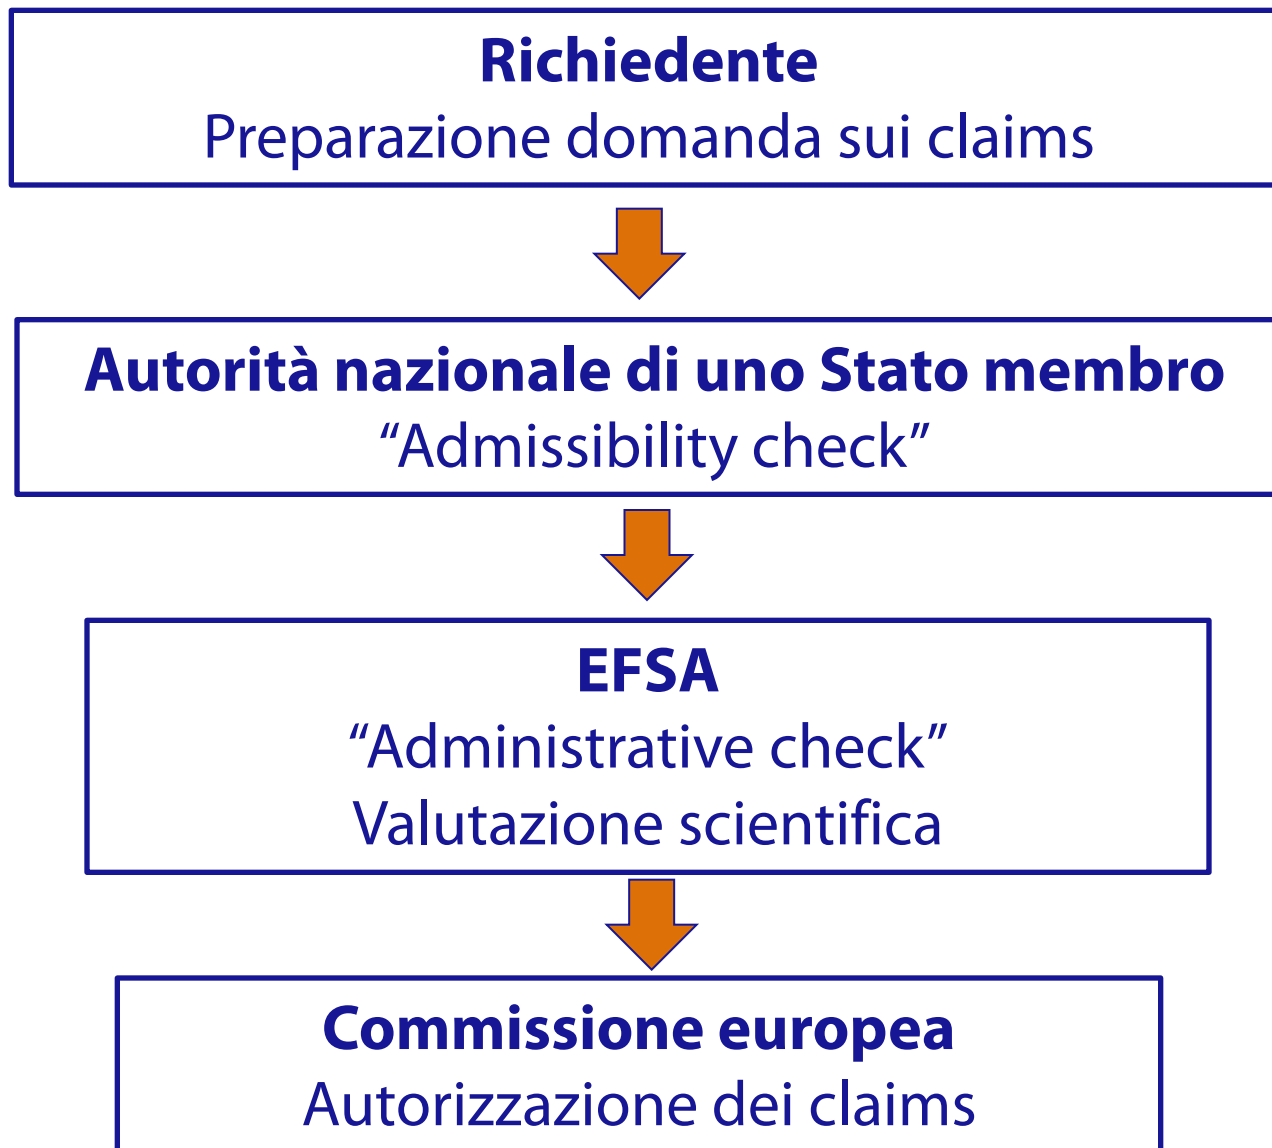 Richiedente
Preparazione domanda sui claims
Autorità nazionale di uno Stato membro
“Admissibility check”
EFSA
“Administrative check”
Valutazione scientifica
Commissione europea
Autorizzazione dei claims